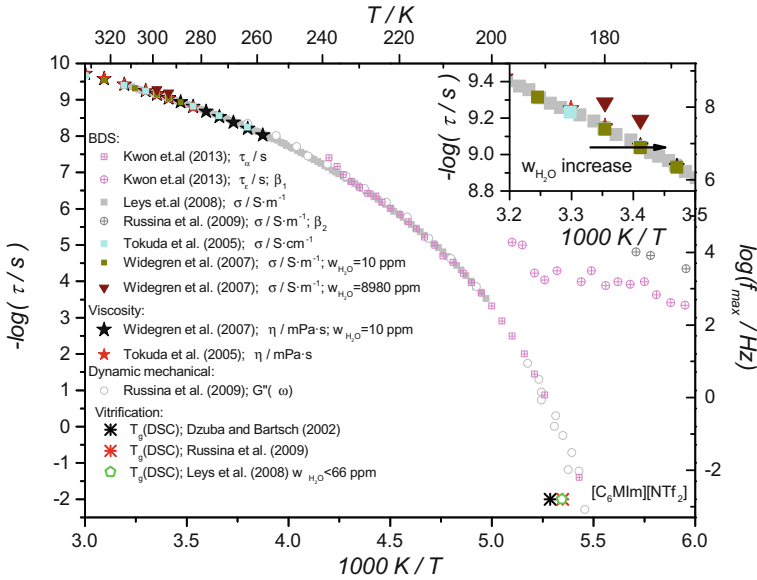 T / K
320 300 280 260 240 220 200 180
10
9
8
7
6
5
4
3
2
1
0
-1
-2
-log( τ / s)
BDS:
Kwon et.al (2013); τα / s
Kwon et.al (2013); τε / s; β1
Leys et.al (2008); σ / S·m-1
Russina et al. (2009); σ / S·m-1; β2
Tokuda et al. (2005); σ / S·cm-1
Widegren et al. (2007); σ / S·m-1; wH2O=10 ppm
Widegren et al. (2007); σ / S·m-1; wH2O=8980 ppm
Viscosity:
Widegren et al. (2007); η / mPa·s; wH2O=10 ppm
Tokuda et al. (2005); η / mPa·s
Dynamic mechanical:
Russina et al. (2009); G''( ω)
Vitrification:
Tg(DSC); Dzuba and Bartsch (2002)
Tg(DSC); Russina et al. (2009)
Tg(DSC); Leys et al. (2008) w H2O<66 ppm
9.4
9.2
9.0
8.8
-log( τ / s)
wH2O increase
3.2 3.3 3.4 3.5
1000 K / T
[C6MIm][NTf2]
8
6
4
2
0
-2
log(fmax / Hz)
3.0 3.5 4.0 4.5 5.0 5.5 6.0
1000 K / T